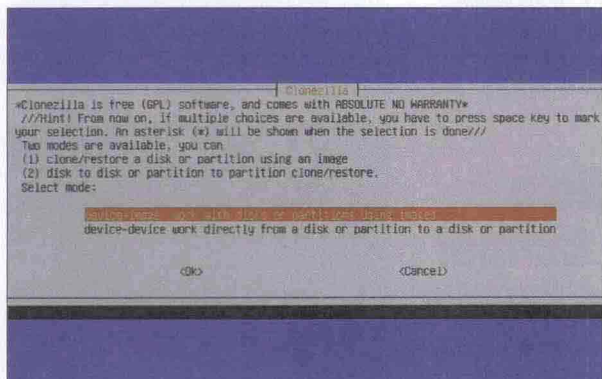 Clonezilla
*Clonezilla is free (GPL) software, and comes with ABSOLUTE NO WARRANTY*
///Hint! From now on, if multiple choices are available, you have to press space key to mark
your selection. An asterisk (*) will be shown when the selection is done///
Two modes are available, you can
(1) clone/restore a disk or partition using an image
(2) disk to disk or partition to partition clone/restore.
Select mode:
device-image work with disks or partitions using images
device-device work directly from a disk or partition to a disk or partition
<Ok> <Cancel>